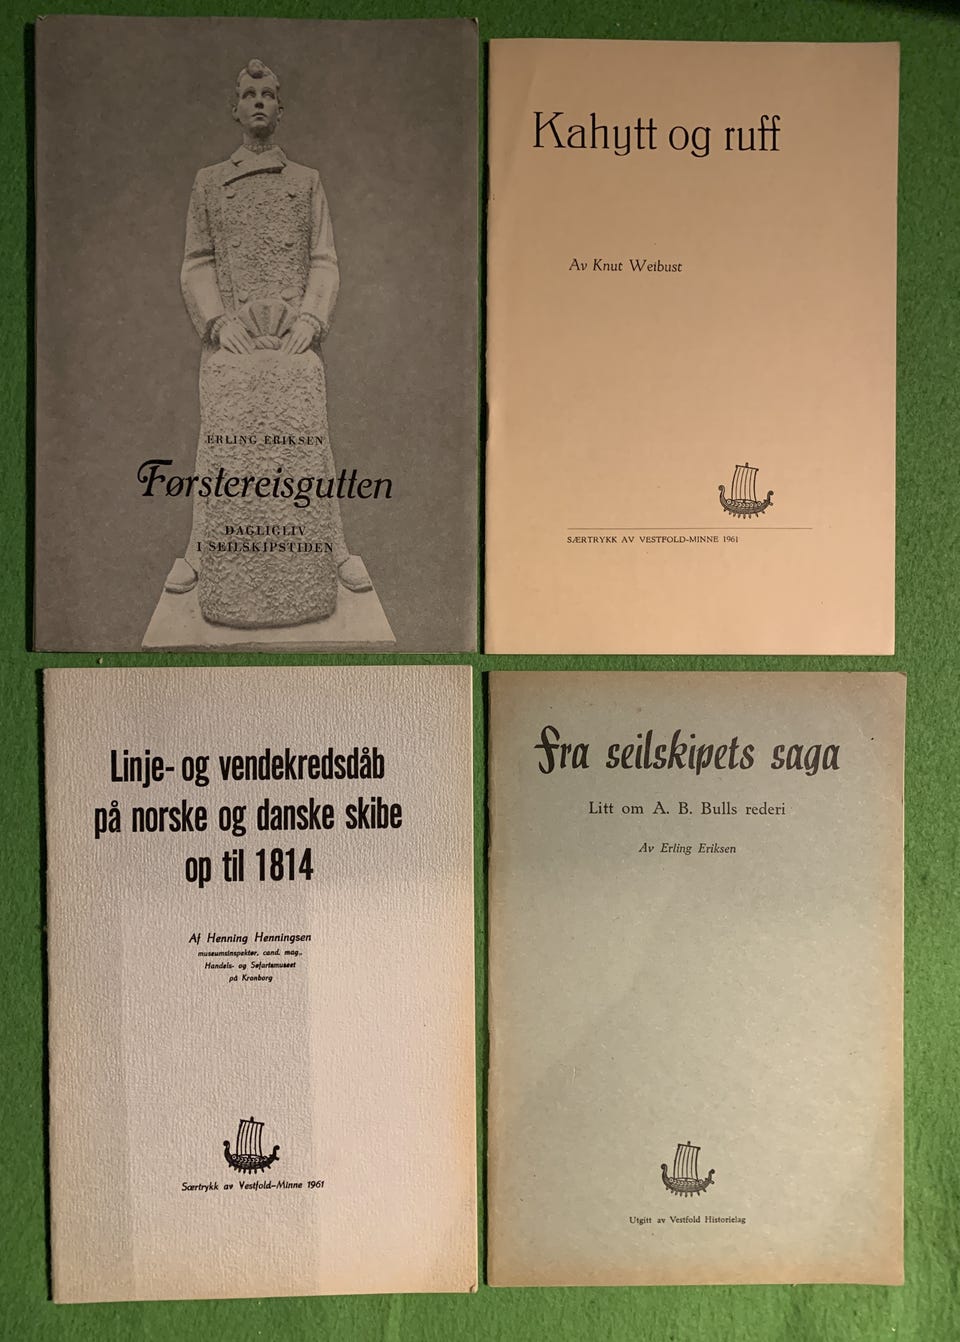 ERLING ERIKSEN
Førstereisgutten
DAGLIGLIV
I SEILSKIPSTIDEN
Kahytt og ruff
Av Knut Weibust
SÆRTRYKK AV VESTFOLD-MINNE 1961
Linje- og vendekredsdåb
på norske og danske skibe
op til 1814
Af Henning Henningsen
museumsinspektør, cand. mag.,
Handels- og Søfartsmuseet
på Kronborg
Særtrykk av Vestfold-Minne 1961
Fra seilskipets saga
Litt om A. B. Bulls rederi
Av Erling Eriksen
Utgitt av Vestfold Historielag